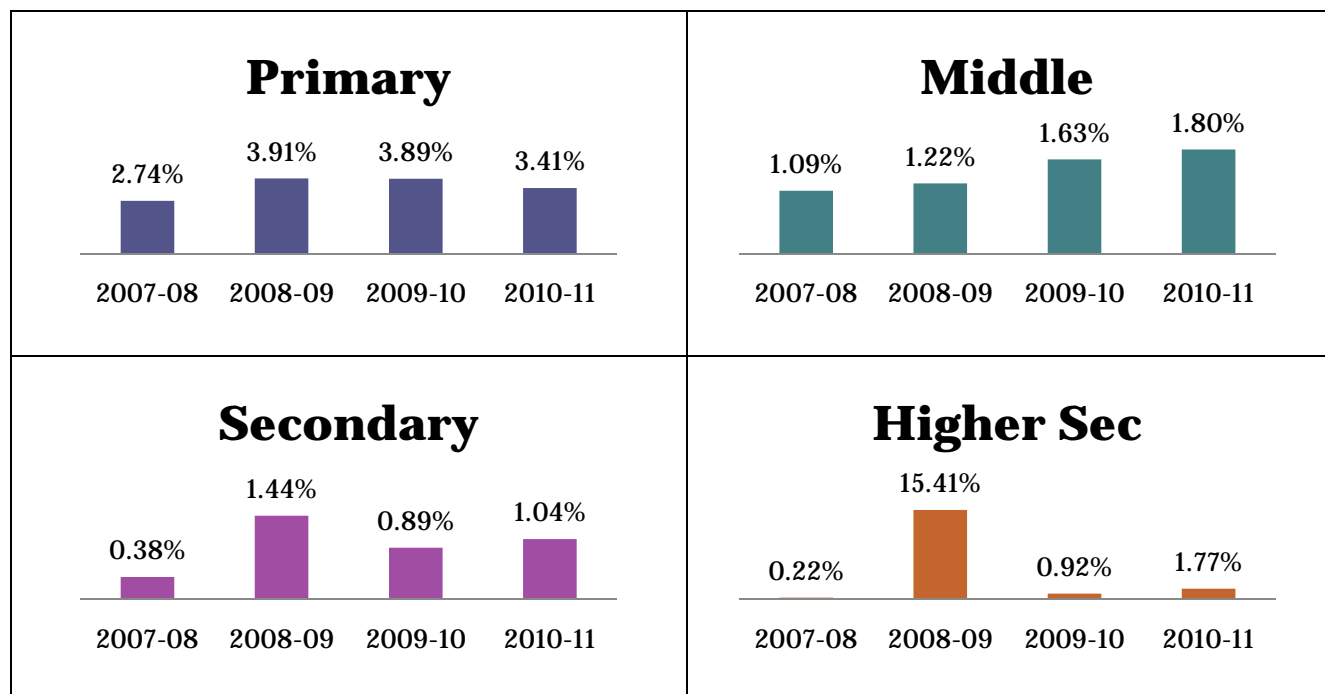 Primary
2.74% 3.91% 3.89% 3.41%
2007-08 2008-09 2009-10 2010-11
Middle
1.09% 1.22% 1.63% 1.80%
2007-08 2008-09 2009-10 2010-11
Secondary
0.38% 1.44% 0.89% 1.04%
2007-08 2008-09 2009-10 2010-11
Higher Sec
0.22% 15.41% 0.92% 1.77%
2007-08 2008-09 2009-10 2010-11